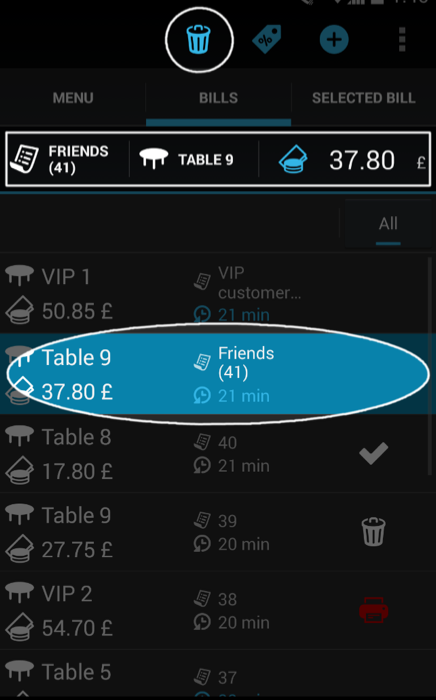 MENU
BILLS
SELECTED BILL
FRIENDS
(41)
TABLE 9
37.80 £
All
VIP 1
VIP
customer...
50.85 £
21 min
Table 9
Friends
(41)
37.80 £
21 min
Table 8
40
17.80 £
21 min
Table 9
39
27.75 £
20 min
VIP 2
38
54.70 £
20 min
Table 5
37